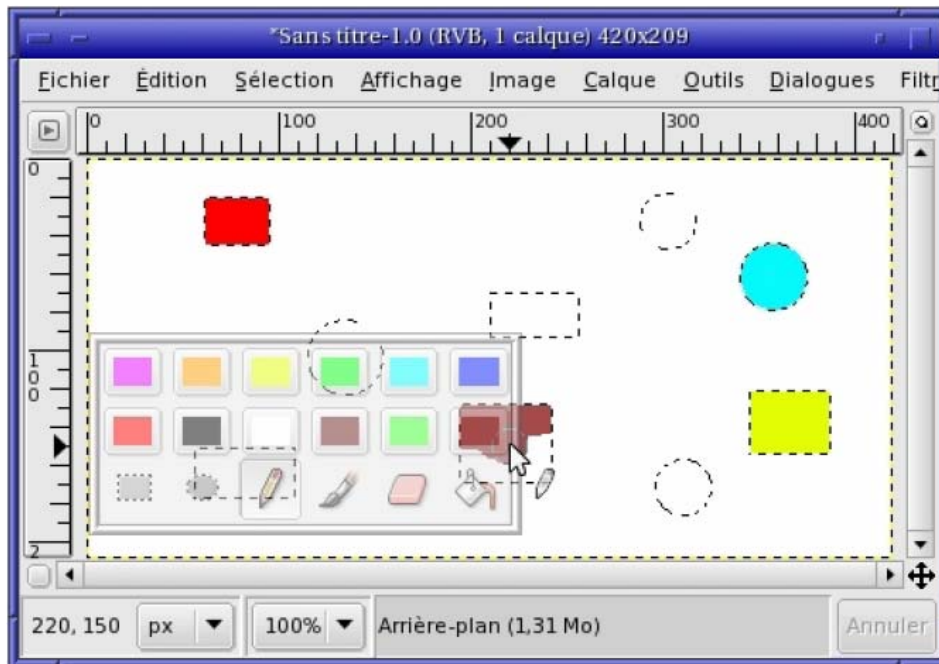 *Sans titre-1.0 (RVB, 1 calque) 420x209
Fichier Édition Sélection Affichage Image Calque Outils Dialogues Filtr
0 100 200 300 400
0
100
2
220, 150 px 100% Arrière-plan (1,31 Mo) Annuler